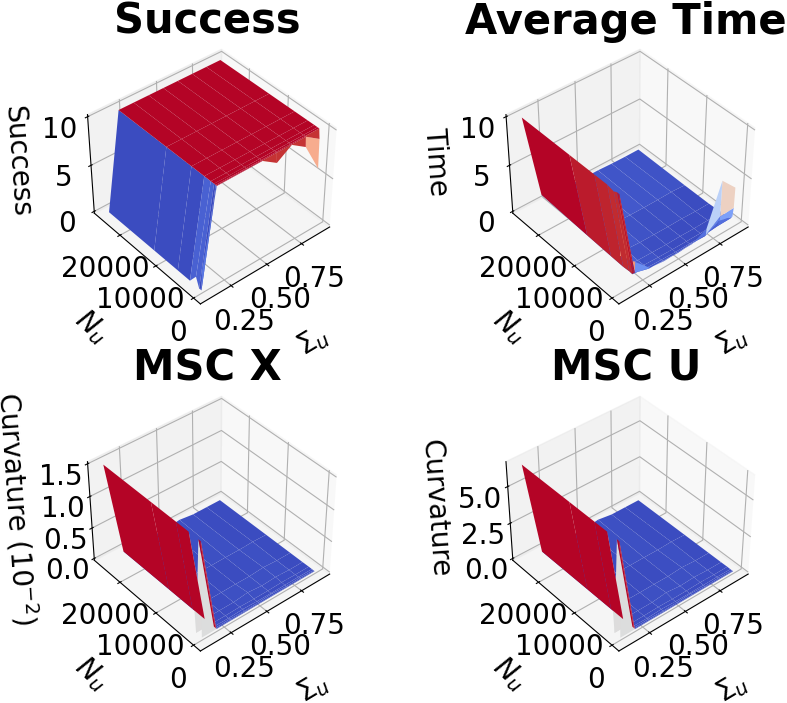 Success
Average Time
Success
10
5
0
20000
10000
0
N_u
0.25
0.50
0.75
Σ_u
Time
10
5
0
20000
10000
0
N_u
0.25
0.50
0.75
Σ_u
MSC X
MSC U
Curvature (10⁻²)
1.5
1.0
0.5
0.0
20000
10000
0
N_u
0.25
0.50
0.75
Σ_u
Curvature
5.0
2.5
0.0
20000
10000
0
N_u
0.25
0.50
0.75
Σ_u